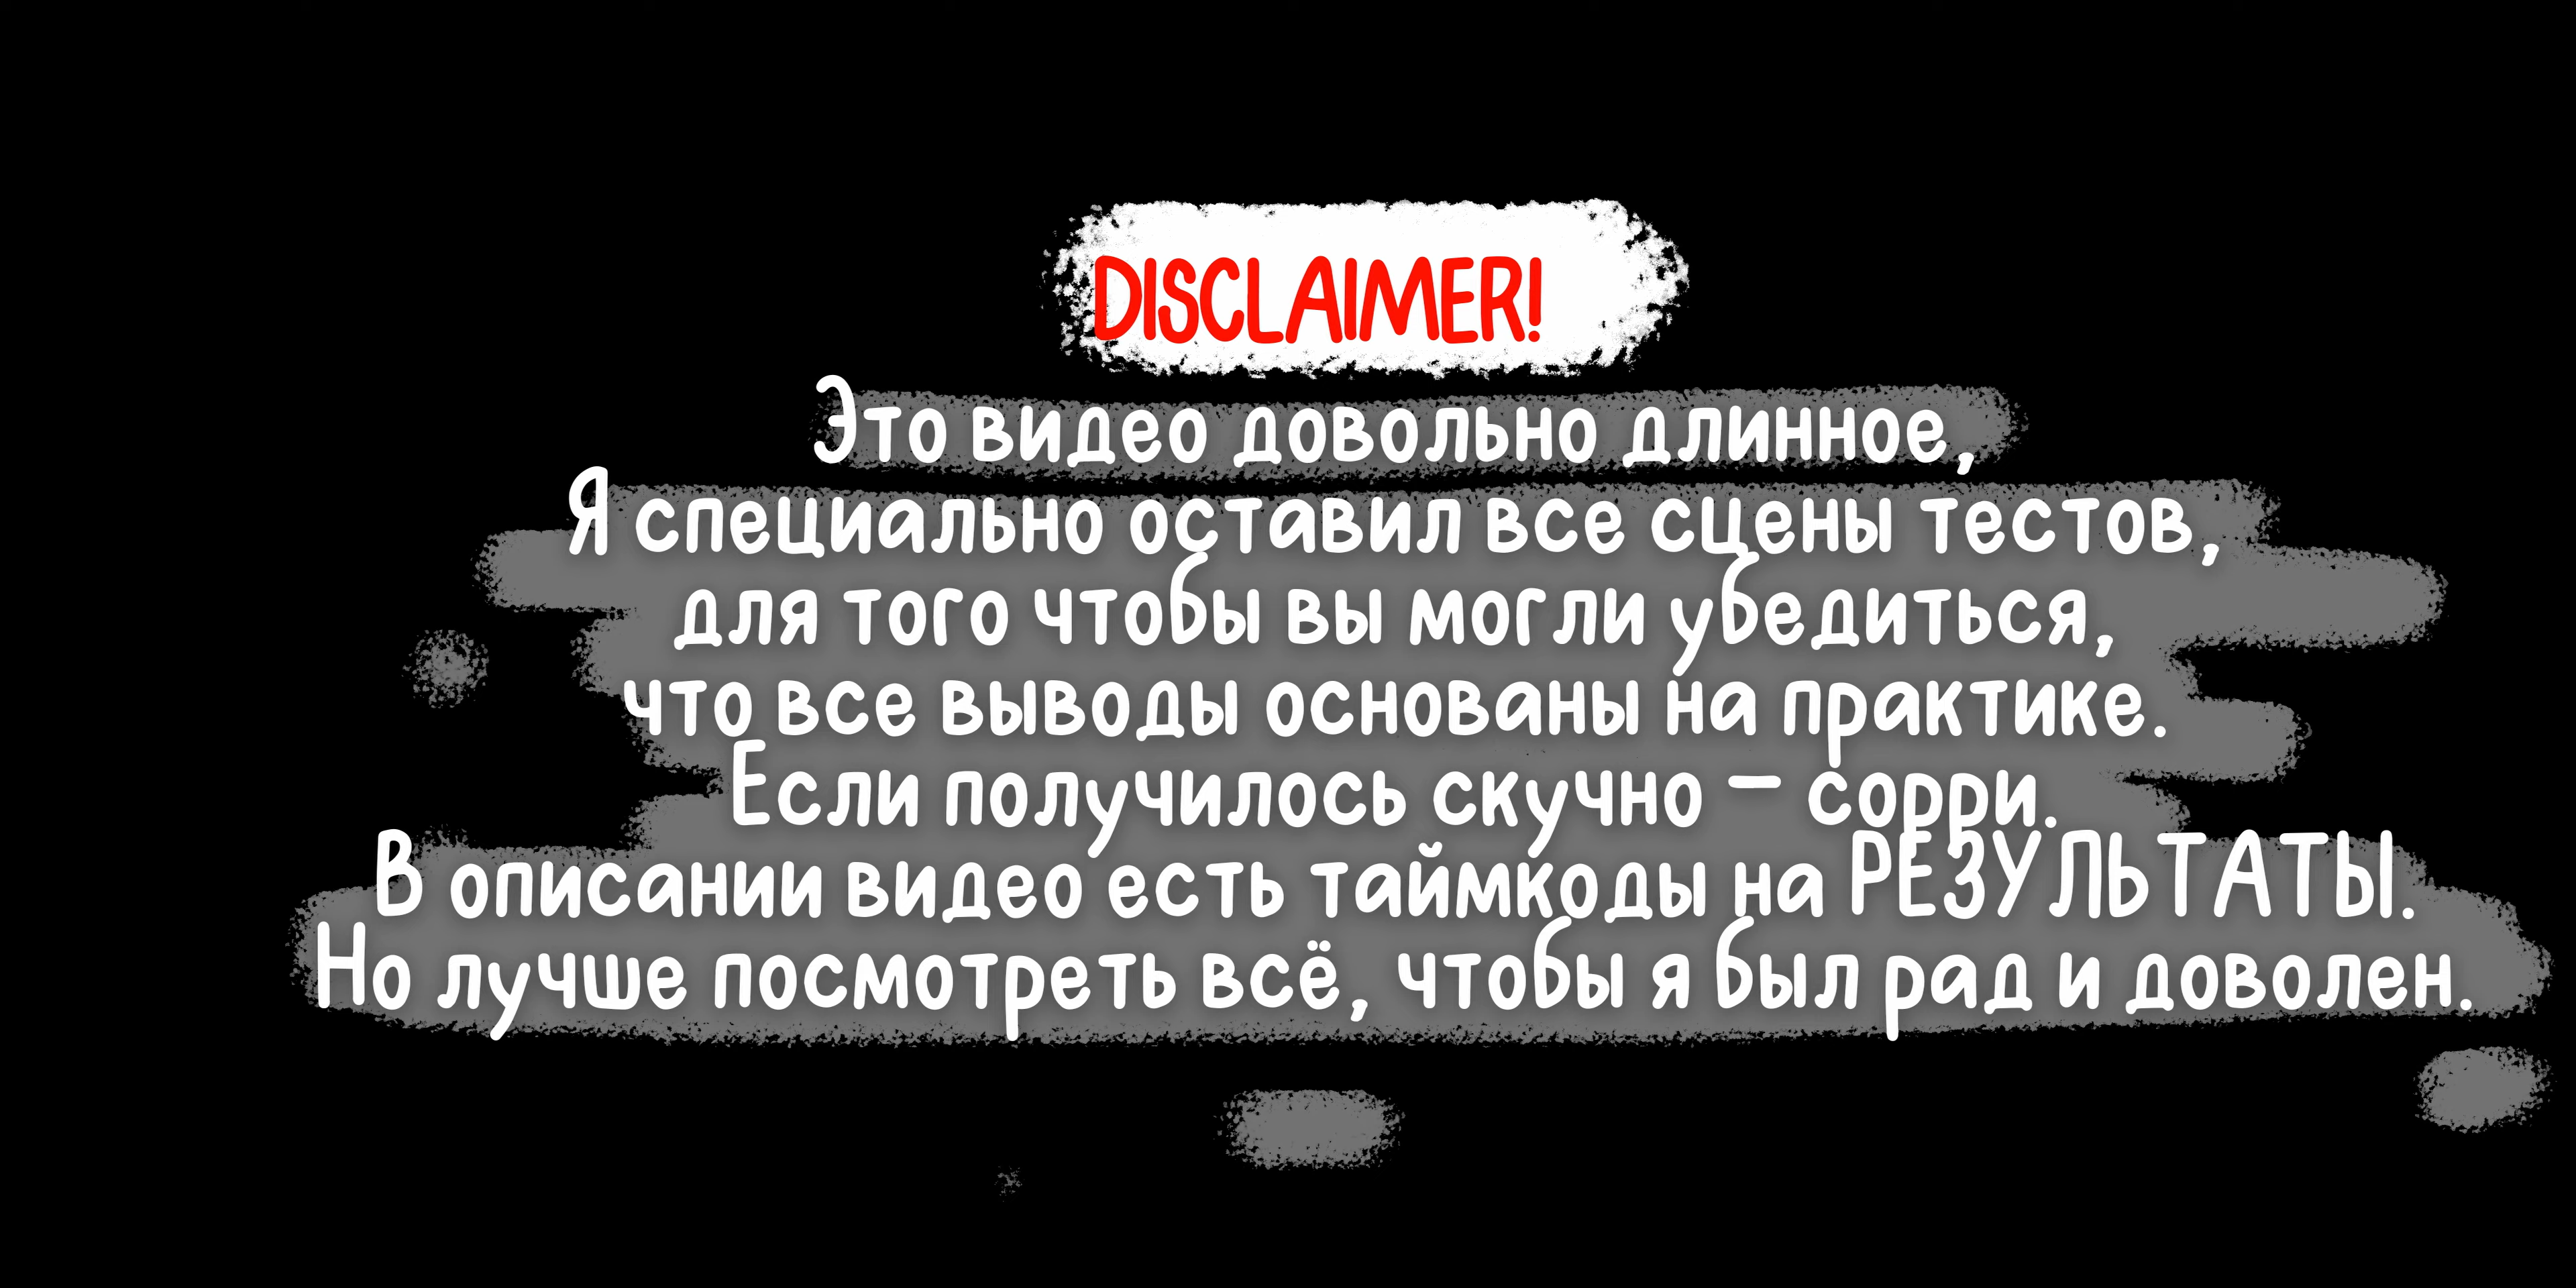 DISCLAIMER!
Это видео довольно длинное,
Я специально оставил все сцены тестов,
для того чтобы вы могли убедиться,
что все выводы основаны на практике.
Если получилось скучно – сорри.
В описании видео есть таймкоды на РЕЗУЛЬТАТЫ.
Но лучше посмотреть всё, чтобы я был рад и доволен.